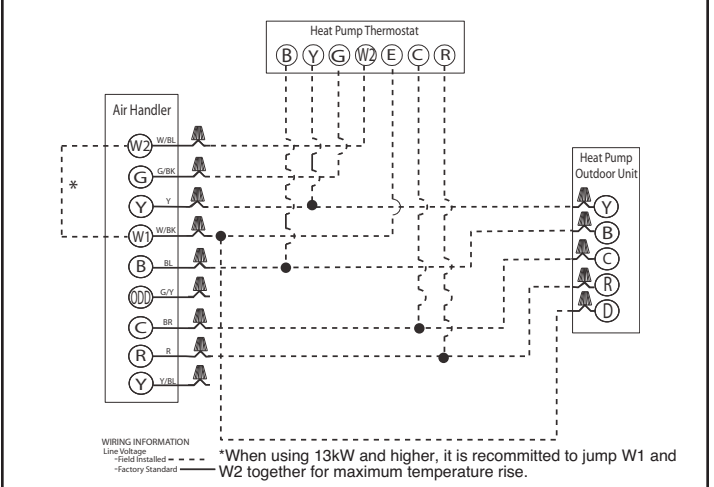 Heat Pump Thermostat
B Y G W2 E C R
Air Handler
W2 W/BL
G G/BK
Y Y
W1 W/BK
B BL
ODD G/Y
C BR
R R
Y Y/BL
*
Heat Pump
Outdoor Unit
Y
B
C
R
D
WIRING INFORMATION
Line Voltage
-Field Installed
-Factory Standard
*When using 13kW and higher, it is recommitted to jump W1 and
W2 together for maximum temperature rise.